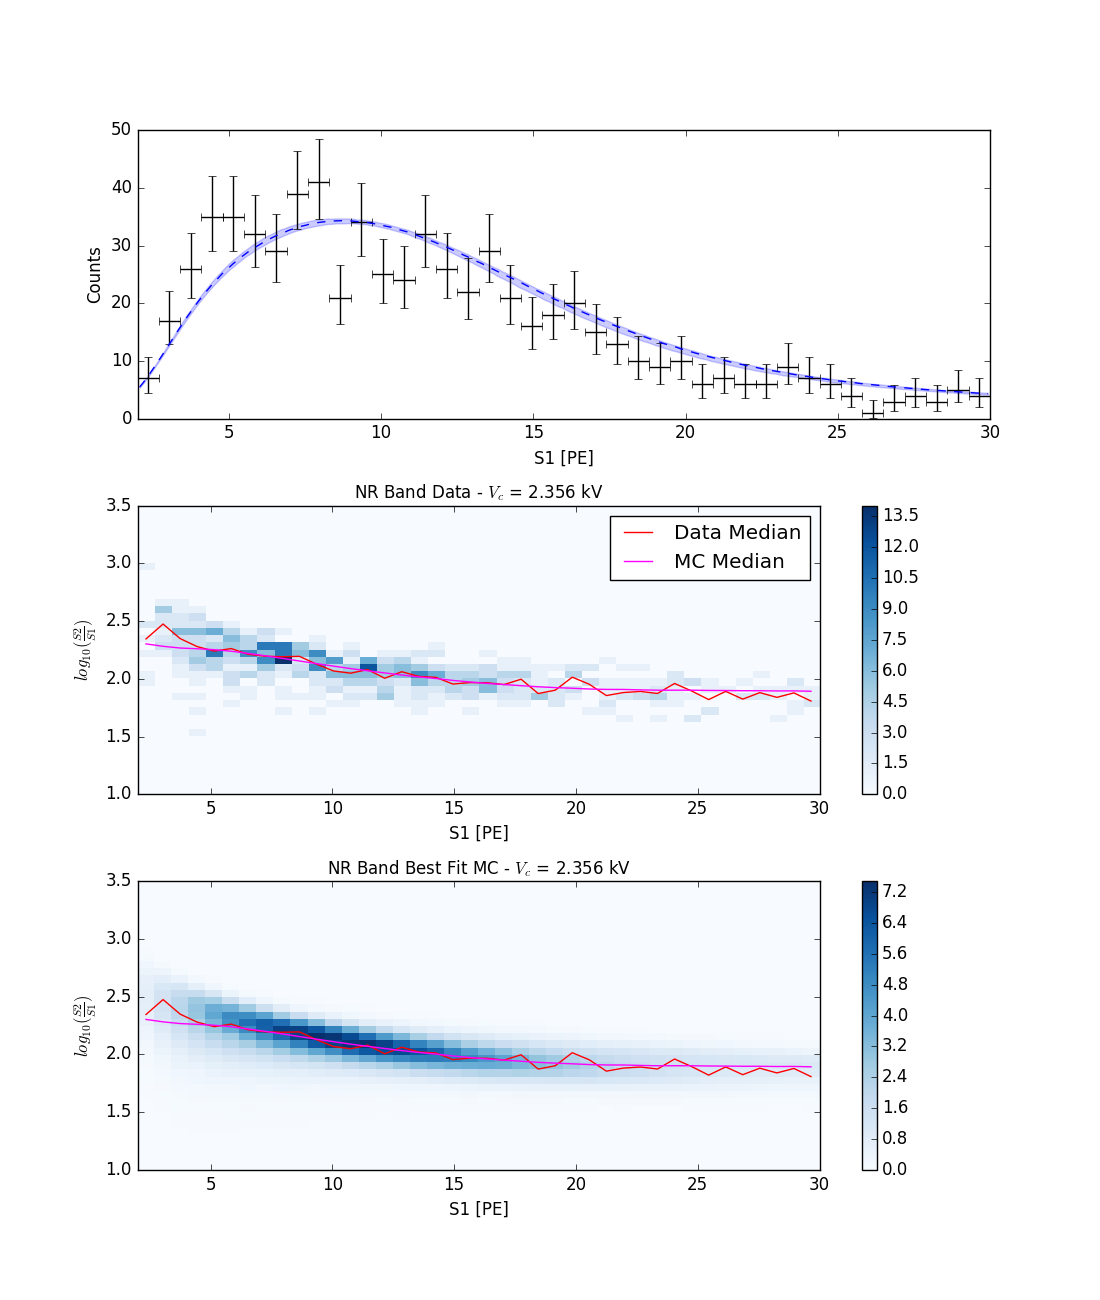 50
40
30
20
10
0
Counts
5 10 15 20 25 30
S1 [PE]
NR Band Data - V_c = 2.356 kV
3.5
3.0
2.5
2.0
1.5
1.0
log_10(S2/S1)
Data Median
MC Median
5 10 15 20 25 30
S1 [PE]
13.5
12.0
10.5
9.0
7.5
6.0
4.5
3.0
1.5
0.0
NR Band Best Fit MC - V_c = 2.356 kV
3.5
3.0
2.5
2.0
1.5
1.0
log_10(S2/S1)
5 10 15 20 25 30
S1 [PE]
7.2
6.4
5.6
4.8
4.0
3.2
2.4
1.6
0.8
0.0